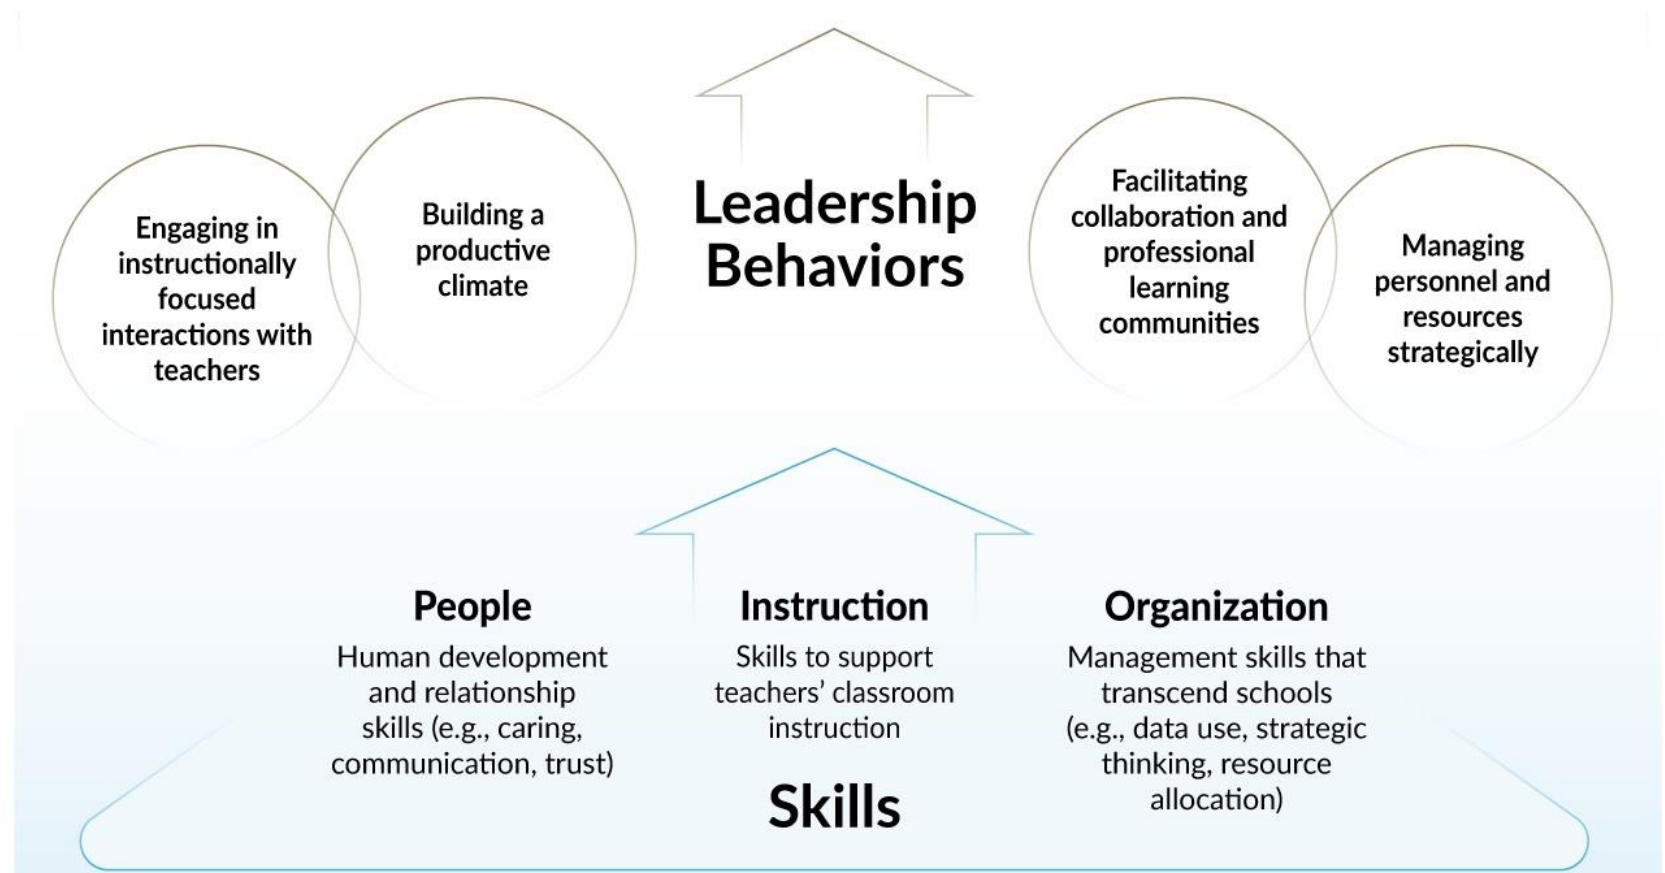 Engaging in
instructionally
focused
interactions with
teachers
Building a
productive
climate
Leadership
Behaviors
Facilitating
collaboration and
professional
learning
communities
Managing
personnel and
resources
strategically
People
Human development
and relationship
skills (e.g., caring,
communication, trust)
Instruction
Skills to support
teachers’ classroom
instruction
Organization
Management skills that
transcend schools
(e.g., data use, strategic
thinking, resource
allocation)
Skills